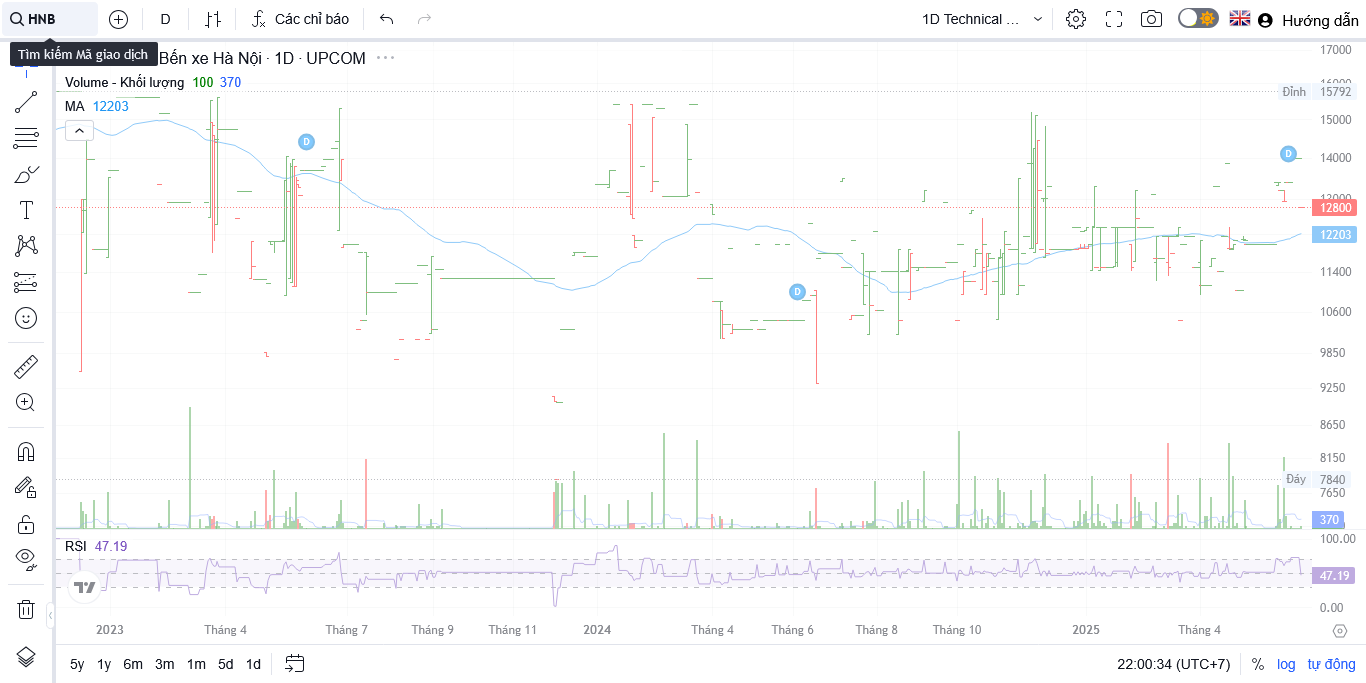 HNB
D
Các chỉ báo
1D Technical ...
Hướng dẫn
Tìm kiếm Mã giao dịch
Bến xe Hà Nội · 1D · UPCOM
Volume - Khối lượng 100 370
MA 12203
17000
16000
Đỉnh 15792
15000
14000
13000
12800
12203
11400
10600
9850
9250
8650
8150
Đáy 7840
7650
370
D
D
D
RSI 47.19
100.00
47.19
0.00
2023 Tháng 4 Tháng 7 Tháng 9 Tháng 11 2024 Tháng 4 Tháng 6 Tháng 8 Tháng 10 2025 Tháng 4
5y 1y 6m 3m 1m 5d 1d
22:00:34 (UTC+7) % log tự động